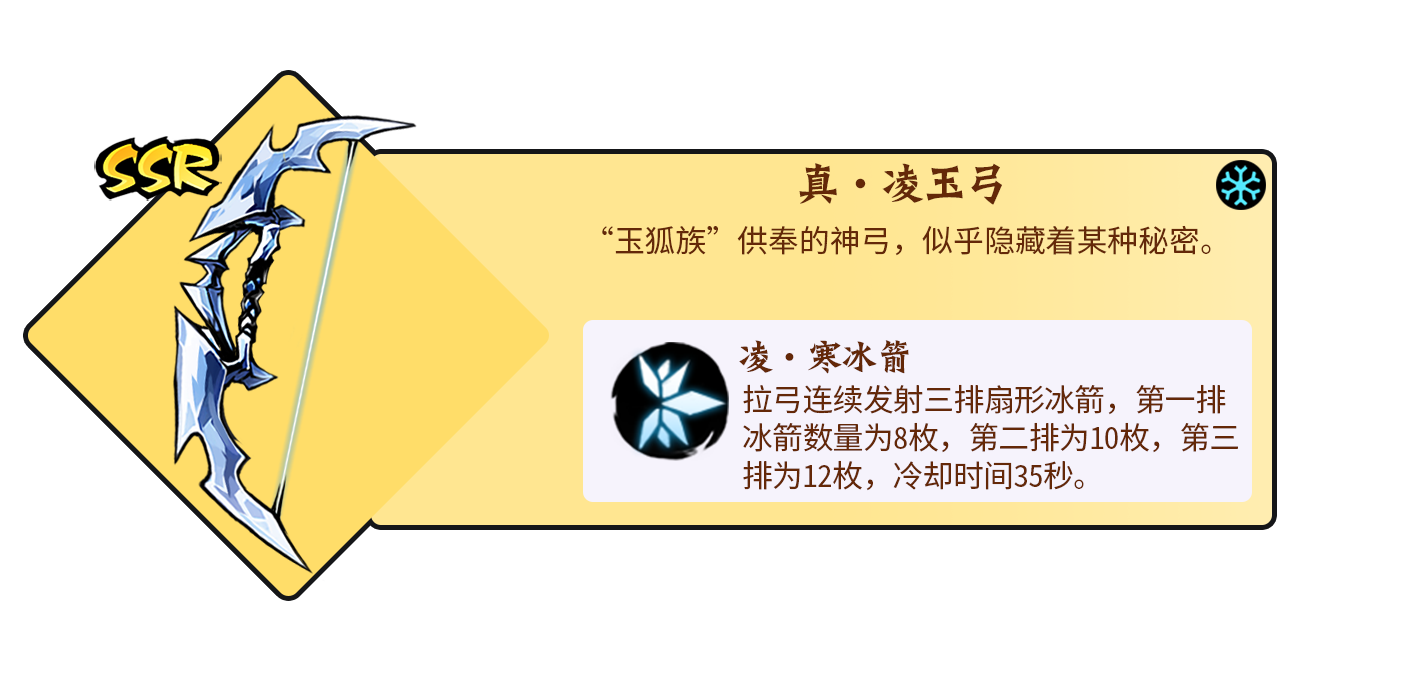 SSR
真·凌玉弓
“玉狐族”供奉的神弓，似乎隐藏着某种秘密。
凌·寒冰箭
拉弓连续发射三排扇形冰箭，第一排
冰箭数量为8枚，第二排为10枚，第三
排为12枚，冷却时间35秒。